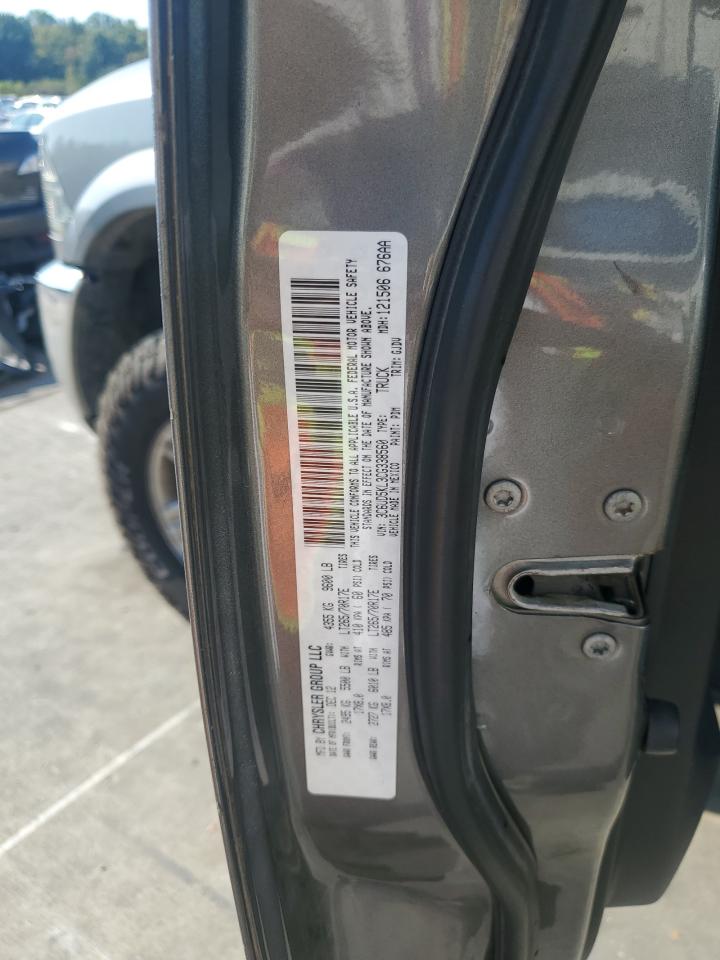 MFD BY CHRYSLER GROUP LLC
DATE OF MFR/BUILT: DEC 12 GVWR: 4355 KG 9600 LB
GAWR FRONT: 2495 KG 5500 LB WITH LT265/70R17E TIRES
17X8.0 RIMS AT 410 KPA ( 60 PSI) COLD
GAWR REAR: 2727 KG 6010 LB WITH LT265/70R17E TIRES
17X8.0 RIMS AT 485 KPA ( 70 PSI) COLD
THIS VEHICLE CONFORMS TO ALL APPLICABLE U.S.A. FEDERAL MOTOR VEHICLE SAFETY
STANDARDS IN EFFECT ON THE DATE OF MANUFACTURE SHOWN ABOVE.
VIN: 3C6UD5KL3CG338560 TYPE: TRUCK MDH: 121506 676AA
VEHICLE MADE IN MEXICO PAINT: PDM TRIM: GJDV